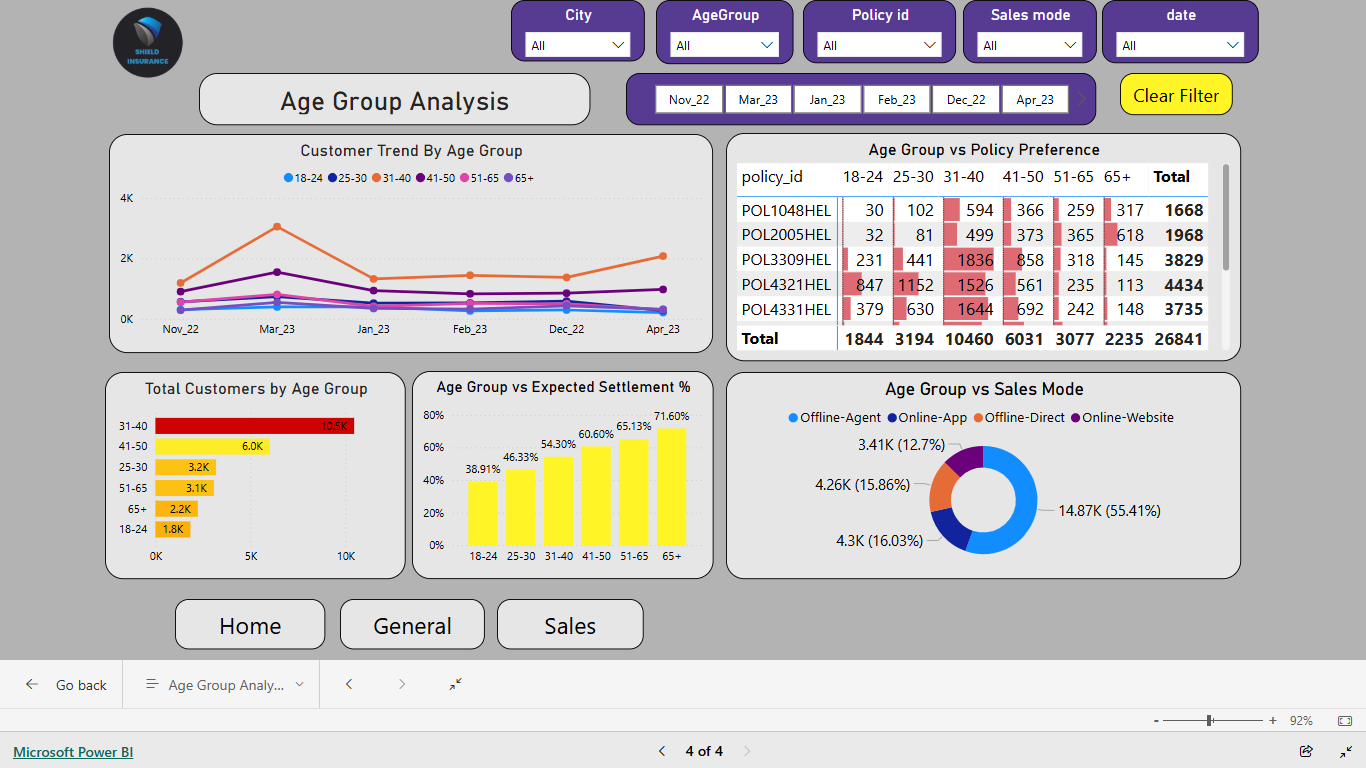 City AgeGroup Policy id Sales mode date
All All All All All
SHIELD
INSURANCE
Age Group Analysis
Nov_22 Mar_23 Jan_23 Feb_23 Dec_22 Apr_23
Clear Filter
Customer Trend By Age Group
18-24 25-30 31-40 41-50 51-65 65+
4K
2K
0K
Nov_22 Mar_23 Jan_23 Feb_23 Dec_22 Apr_23
Age Group vs Policy Preference
policy_id 18-24 25-30 31-40 41-50 51-65 65+ Total
POL1048HEL 30 102 594 366 259 317 1668
POL2005HEL 32 81 499 373 365 618 1968
POL3309HEL 231 441 1836 858 318 145 3829
POL4321HEL 847 1152 1526 561 235 113 4434
POL4331HEL 379 630 1644 692 242 148 3735
Total 1844 3194 10460 6031 3077 2235 26841
Total Customers by Age Group
31-40 10.5K
41-50 6.0K
25-30 3.2K
51-65 3.1K
65+ 2.2K
18-24 1.8K
0K 5K 10K
Age Group vs Expected Settlement %
80%
60%
40%
20%
0%
38.91% 46.33% 54.30% 60.60% 65.13% 71.60%
18-24 25-30 31-40 41-50 51-65 65+
Age Group vs Sales Mode
Offline-Agent Online-App Offline-Direct Online-Website
3.41K (12.7%)
4.26K (15.86%)
14.87K (55.41%)
4.3K (16.03%)
Home General Sales
Go back Age Group Analy...
- + 92%
Microsoft Power BI 4 of 4